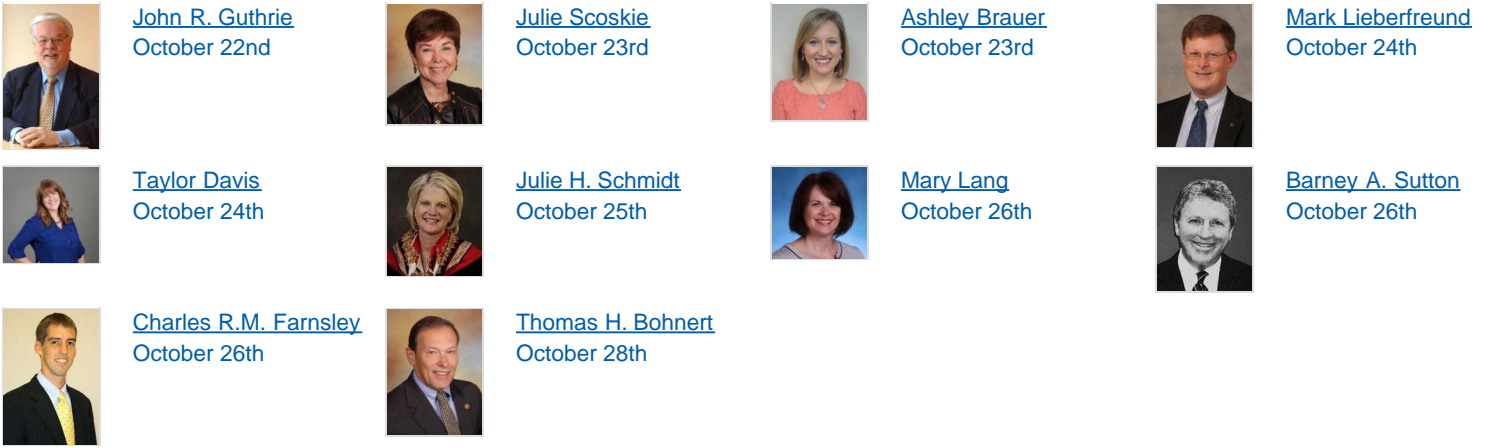 John R. Guthrie
October 22nd
Julie Scoskie
October 23rd
Ashley Brauer
October 23rd
Mark Lieberfreund
October 24th
Taylor Davis
October 24th
Julie H. Schmidt
October 25th
Mary Lang
October 26th
Barney A. Sutton
October 26th
Charles R.M. Farnsley
October 26th
Thomas H. Bohnert
October 28th